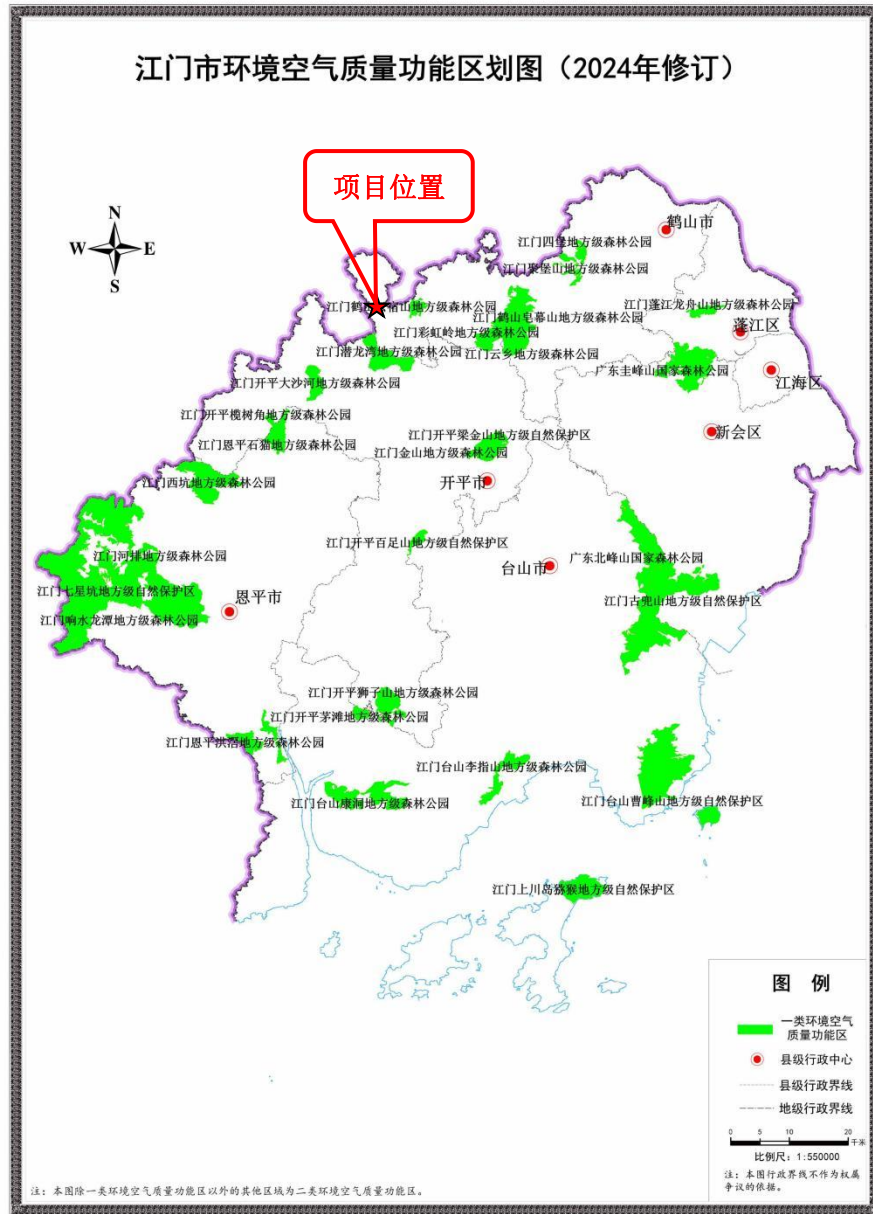 江门市环境空气质量功能区划图（2024年修订）
项目位置
N
W
E
S
鹤山市
江门四堡地方级森林公园
江门聚堡山地方级森林公园
江门鹤
宿山地方级森林公园
江门蓬江龙舟山地方级森林公园
江门鹤山皂幕山地方级森林公园
蓬江区
江门彩虹岭地方级森林公园
江门潜龙湾地方级森林公园
江门云乡地方级森林公园
广东圭峰山国家森林公园
江海区
江门开平大沙河地方级森林公园
江门开平榄树角地方级森林公园
新会区
江门恩平石猫地方级森林公园
江门开平梁金山地方级自然保护区
江门金山地方级森林公园
江门西坑地方级森林公园
开平市
江门开平百足山地方级自然保护区
江门河排地方级森林公园
台山市
广东北峰山国家森林公园
江门七星坑地方级自然保护区
恩平市
江门古兜山地方级自然保护区
江门响水龙潭地方级森林公园
江门开平狮子山地方级森林公园
江门开平茅滩地方级森林公园
江门恩平洪滘地方级森林公园
江门台山李指山地方级森林公园
江门台山康洞地方级森林公园
江门台山曹峰山地方级自然保护区
江门上川岛猕猴地方级自然保护区
图 例
一类环境空气
质量功能区
县级行政中心
县级行政界线
地级行政界线
0 5 10 20
千米
比例尺：1:550000
注：本图行政界线不作为权属
争议的依据。
注：本图除一类环境空气质量功能区以外的其他区域为二类环境空气质量功能区。